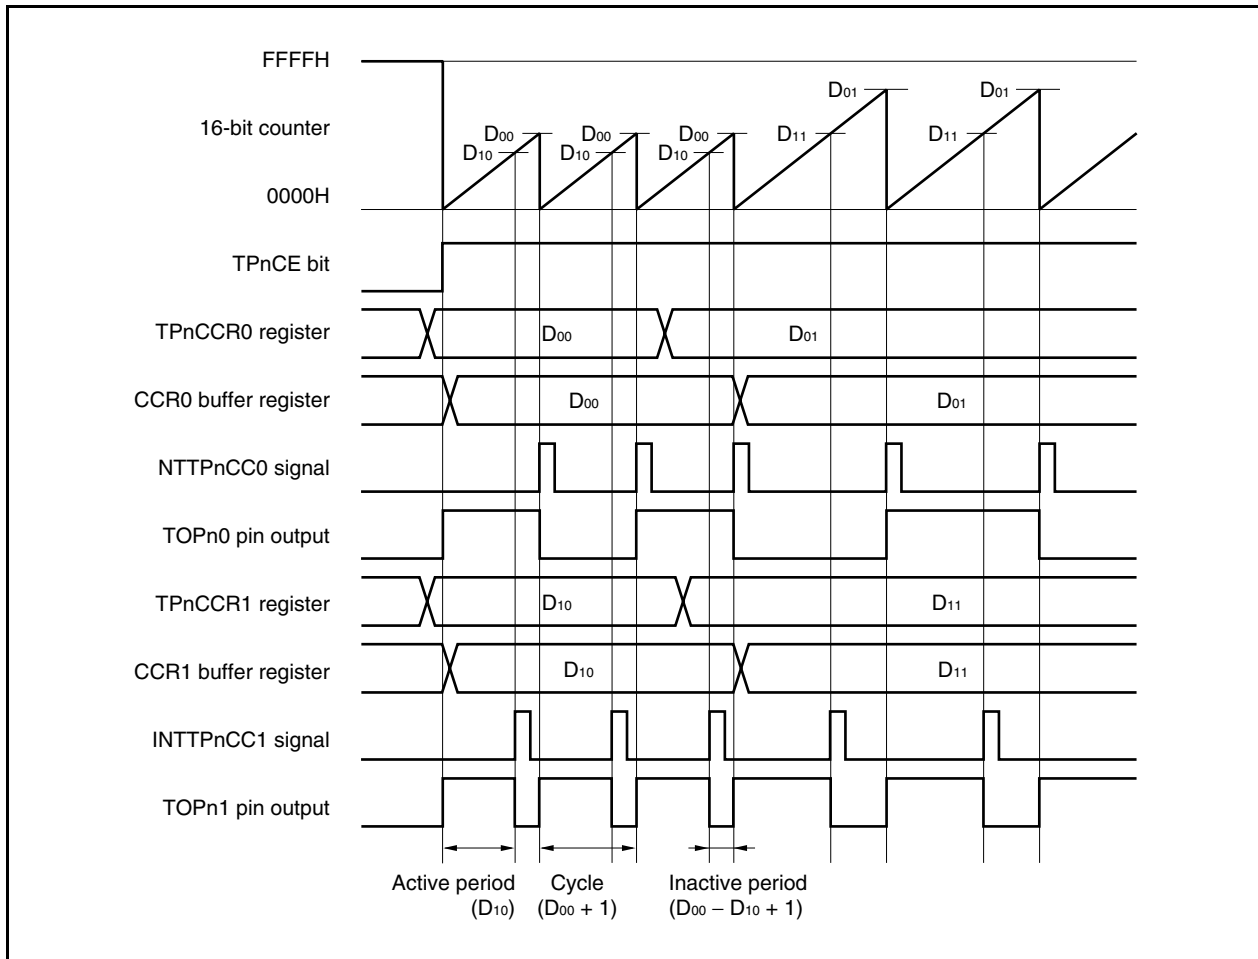 FFFFH
D01 D01
16-bit counter D00 D00 D00 D11 D11
D10 D10 D10
0000H
TPnCE bit
TPnCCR0 register D00 D01
CCR0 buffer register D00 D01
NTTPnCC0 signal
TOPn0 pin output
TPnCCR1 register D10 D11
CCR1 buffer register D10 D11
INTTPnCC1 signal
TOPn1 pin output
Active period Cycle Inactive period
(D10) (D00 + 1) (D00 − D10 + 1)